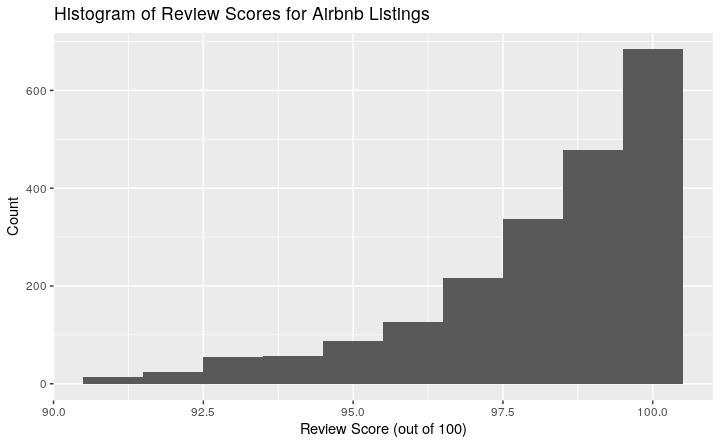 Histogram of Review Scores for Airbnb Listings
600
400
200
0
Count
90.0 92.5 95.0 97.5 100.0
Review Score (out of 100)